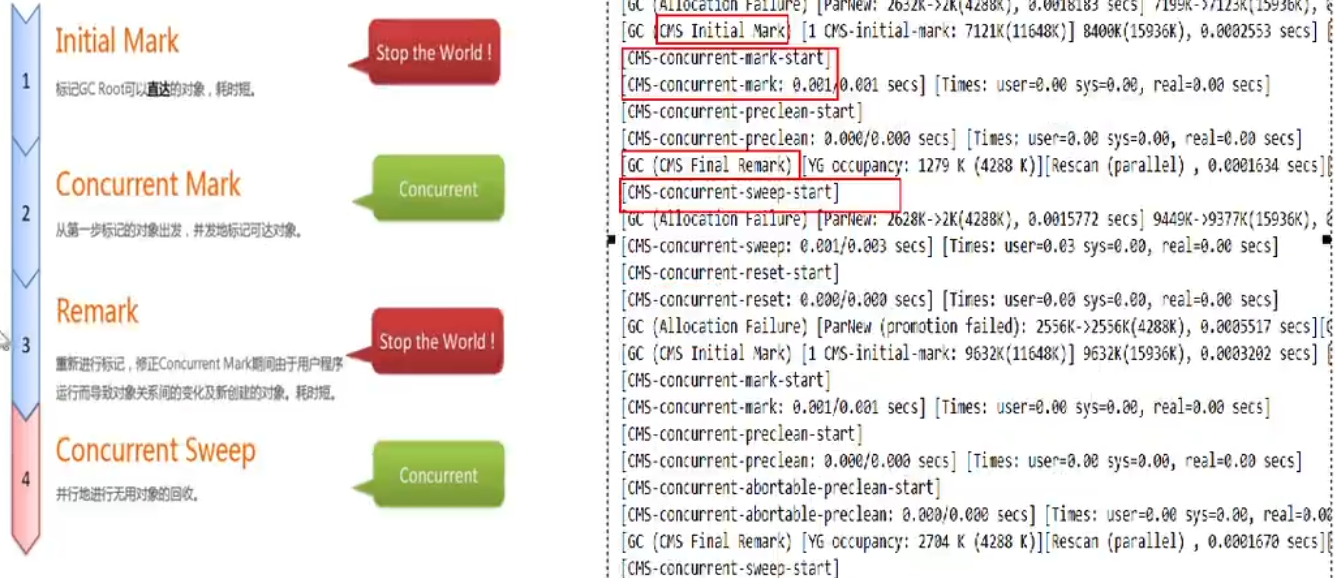 1
Initial Mark
标记GC Root可以直达的对象，耗时短。
Stop the World !
2
Concurrent Mark
从第一步标记的对象出发，并发地标记可达对象。
Concurrent
3
Remark
重新进行标记，修正Concurrent Mark期间由于用户程序
运行而导致对象关系间的变化及新创建的对象。耗时短。
Stop the World !
4
Concurrent Sweep
并行地进行无用对象的回收。
Concurrent
[GC (Allocation Failure) [ParNew: 2632K->2K(4288K), 0.0018183 secs] 7199K->7123K(15936K),
[GC (CMS Initial Mark) [1 CMS-initial-mark: 7121K(11648K)] 8400K(15936K), 0.0002553 secs]
[CMS-concurrent-mark-start]
[CMS-concurrent-mark: 0.001/0.001 secs] [Times: user=0.00 sys=0.00, real=0.00 secs]
[CMS-concurrent-preclean-start]
[CMS-concurrent-preclean: 0.000/0.000 secs] [Times: user=0.00 sys=0.00, real=0.00 secs]
[GC (CMS Final Remark) [YG occupancy: 1279 K (4288 K)][Rescan (parallel) , 0.0001634 secs]
[CMS-concurrent-sweep-start]
[GC (Allocation Failure) [ParNew: 2628K->2K(4288K), 0.0015772 secs] 9449K->9377K(15936K),
[CMS-concurrent-sweep: 0.001/0.003 secs] [Times: user=0.03 sys=0.00, real=0.00 secs]
[CMS-concurrent-reset-start]
[CMS-concurrent-reset: 0.000/0.000 secs] [Times: user=0.00 sys=0.00, real=0.00 secs]
[GC (Allocation Failure) [ParNew (promotion failed): 2556K->2556K(4288K), 0.0005517 secs]
[GC (CMS Initial Mark) [1 CMS-initial-mark: 9632K(11648K)] 9632K(15936K), 0.0003202 secs]
[CMS-concurrent-mark-start]
[CMS-concurrent-mark: 0.001/0.001 secs] [Times: user=0.00 sys=0.00, real=0.00 secs]
[CMS-concurrent-preclean-start]
[CMS-concurrent-preclean: 0.000/0.000 secs] [Times: user=0.00 sys=0.00, real=0.00 secs]
[CMS-concurrent-abortable-preclean-start]
[CMS-concurrent-abortable-preclean: 0.000/0.000 secs] [Times: user=0.00 sys=0.00, real=0.00
[GC (CMS Final Remark) [YG occupancy: 2704 K (4288 K)][Rescan (parallel) , 0.0001670 secs]
[CMS-concurrent-sweep-start]